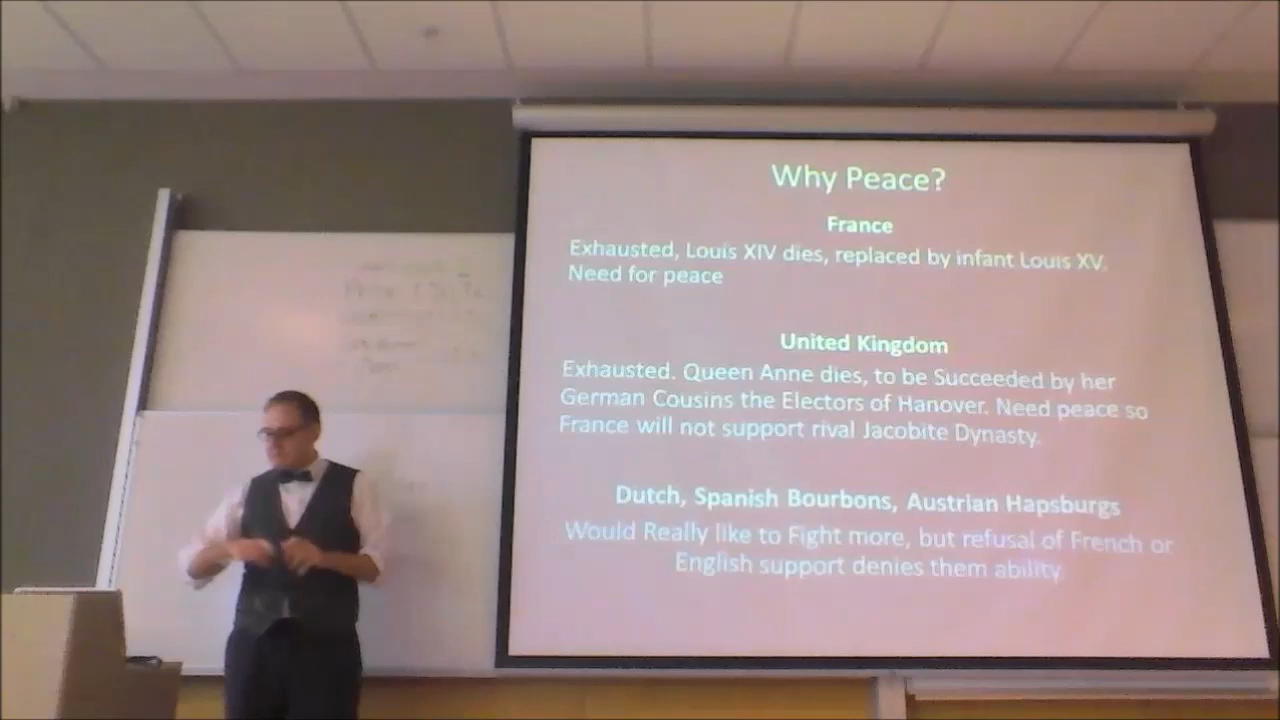 Why Peace?
France
Exhausted, Louis XIV dies, replaced by infant Louis XV.
Need for peace
United Kingdom
Exhausted. Queen Anne dies, to be Succeeded by her
German Cousins the Electors of Hanover. Need peace so
France will not support rival Jacobite Dynasty.
Dutch, Spanish Bourbons, Austrian Hapsburgs
Would Really like to Fight more, but refusal of French or
English support denies them ability.